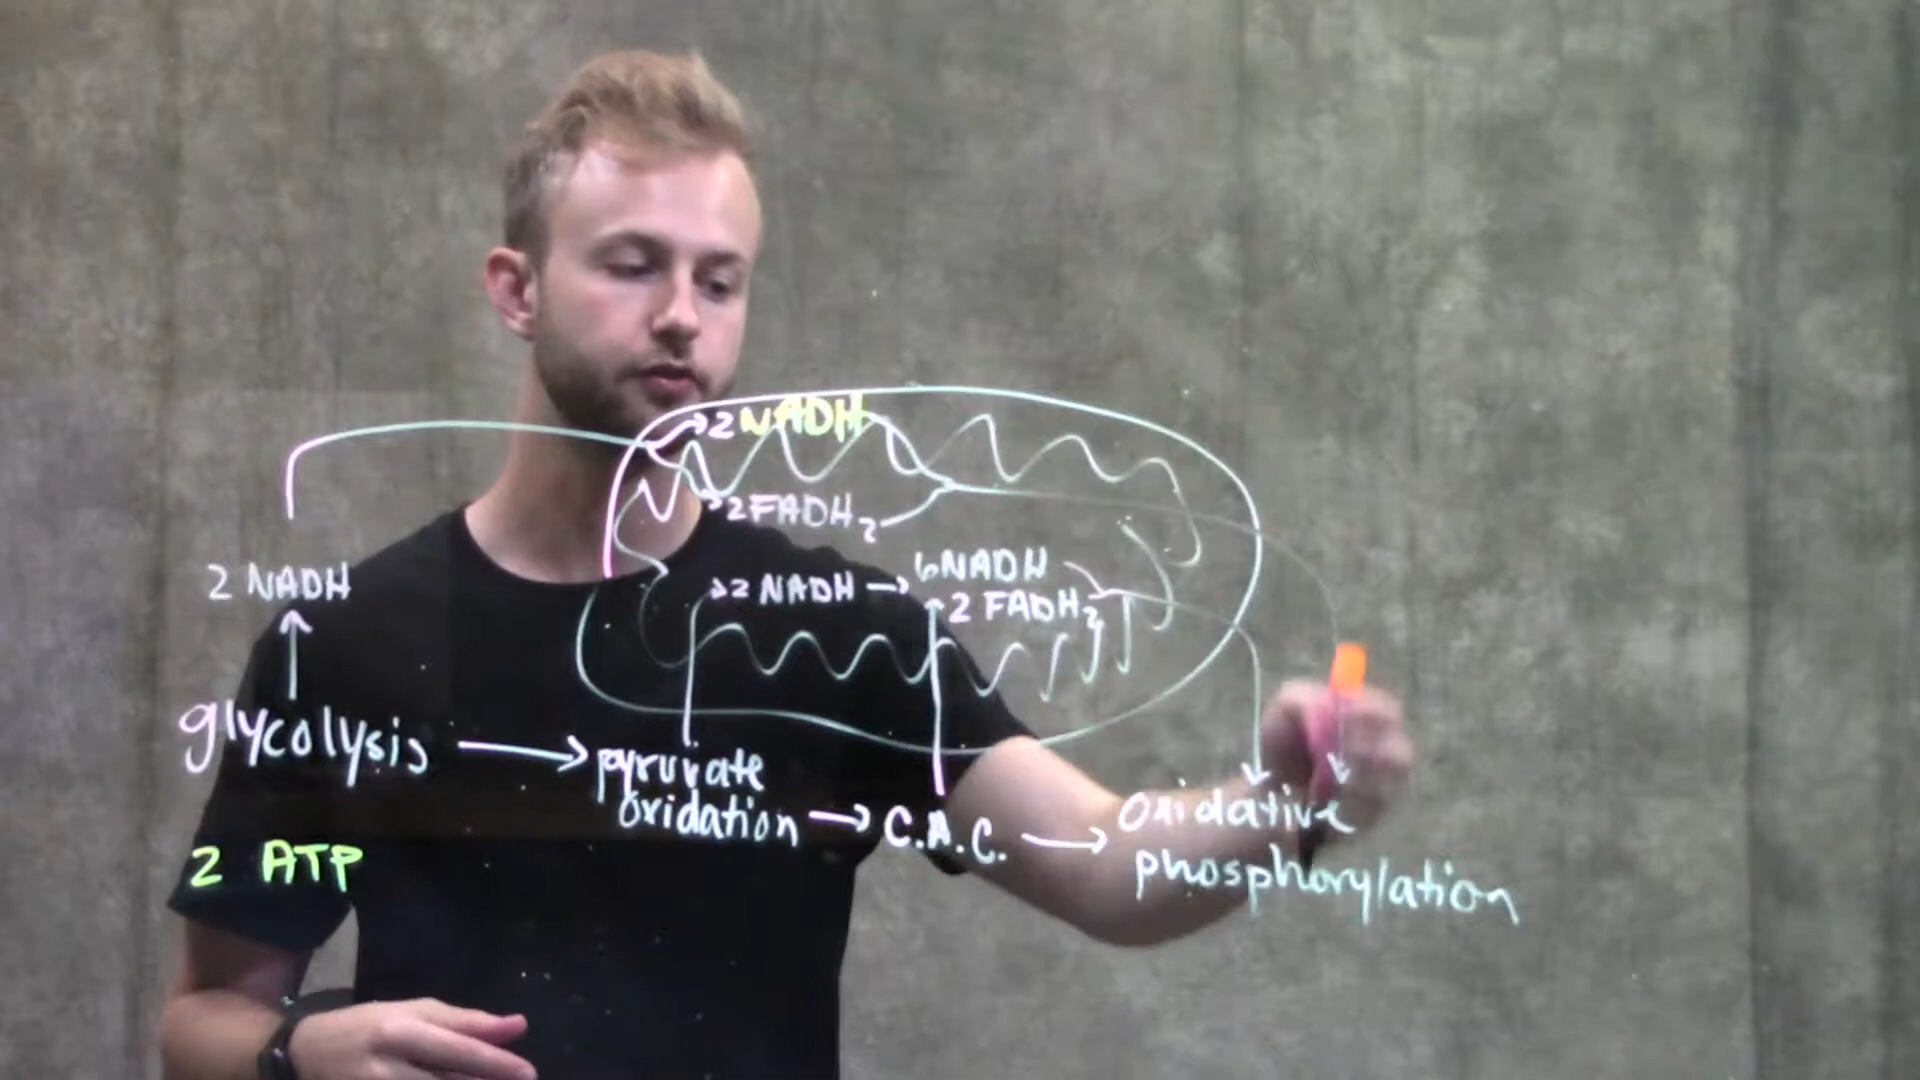 2 NADH
2 FADH2
2 NADH
2 NADH → 6 NADH
2 FADH2
glycolysis → pyruvate
oxidation → C.A.C. → oxidative
phosphorylation
2 ATP